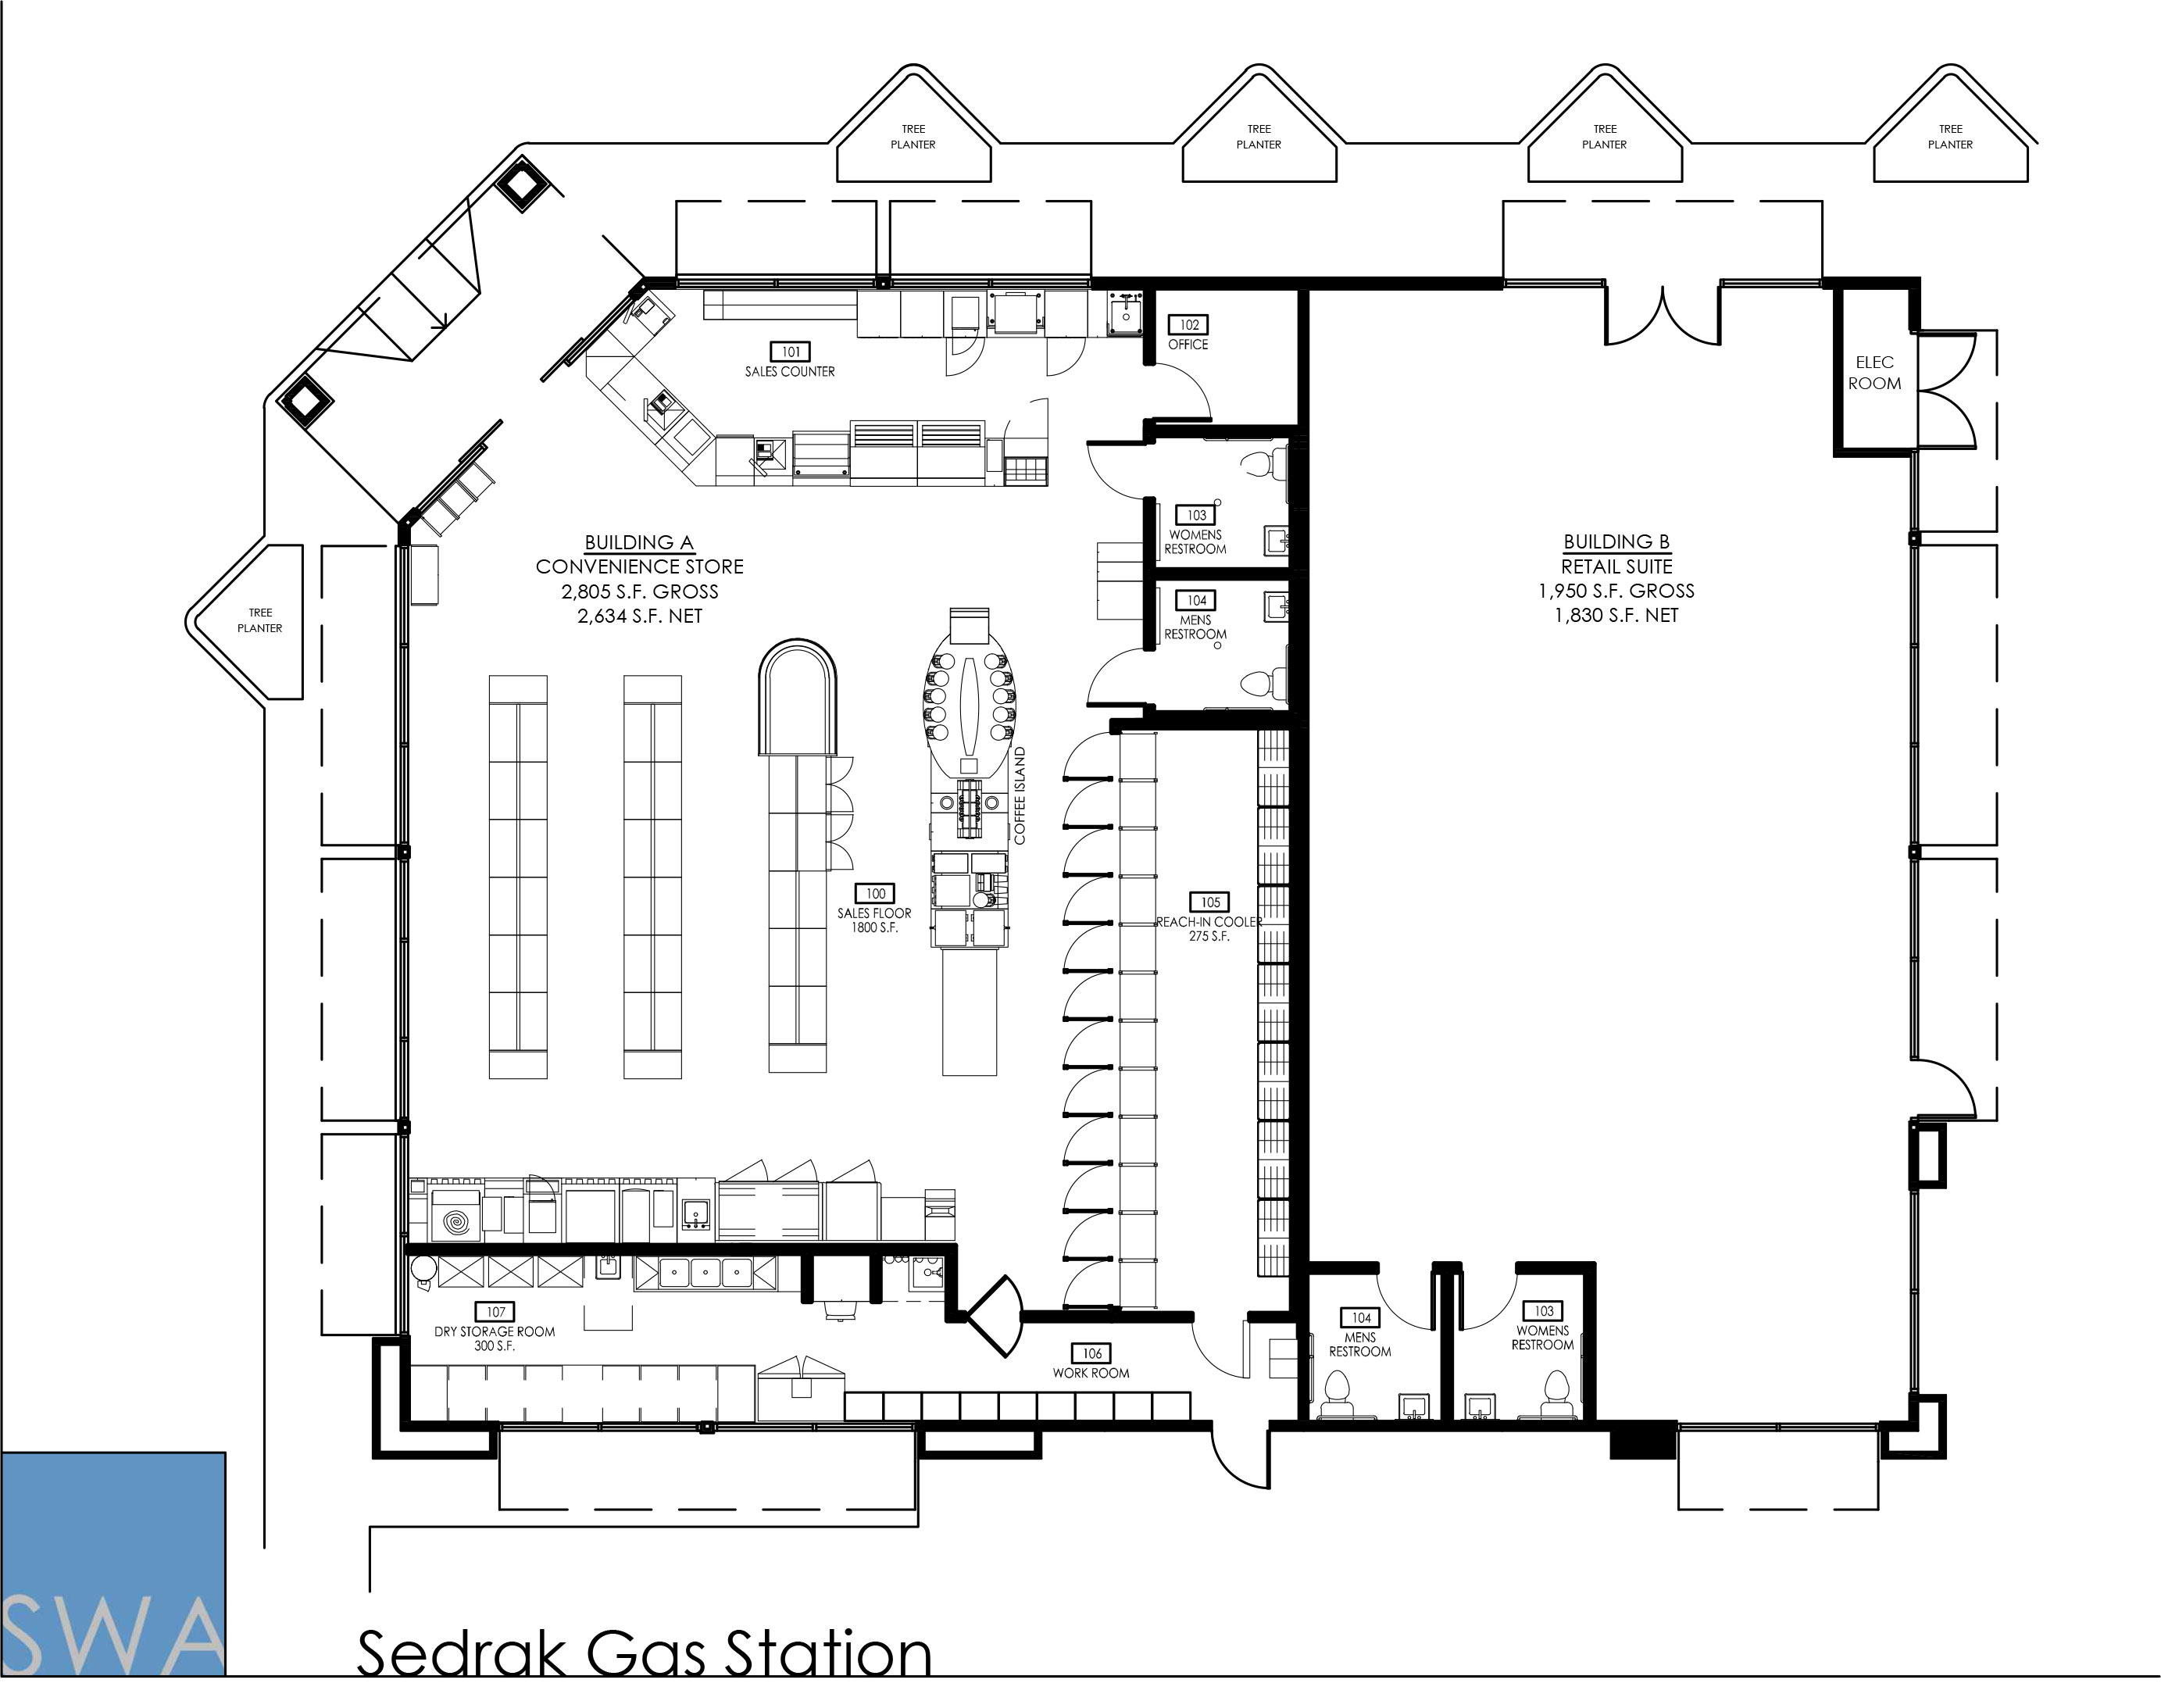 TREE
PLANTER
TREE
PLANTER
TREE
PLANTER
TREE
PLANTER
101
SALES COUNTER
102
OFFICE
ELEC
ROOM
103
WOMENS
RESTROOM
BUILDING A
CONVENIENCE STORE
2,805 S.F. GROSS
2,634 S.F. NET
BUILDING B
RETAIL SUITE
1,950 S.F. GROSS
1,830 S.F. NET
TREE
PLANTER
104
MENS
RESTROOM
COFFEE ISLAND
100
SALES FLOOR
1800 S.F.
105
REACH-IN COOLER
275 S.F.
107
DRY STORAGE ROOM
300 S.F.
106
WORK ROOM
104
MENS
RESTROOM
103
WOMENS
RESTROOM
SWA
Sedrak Gas Station